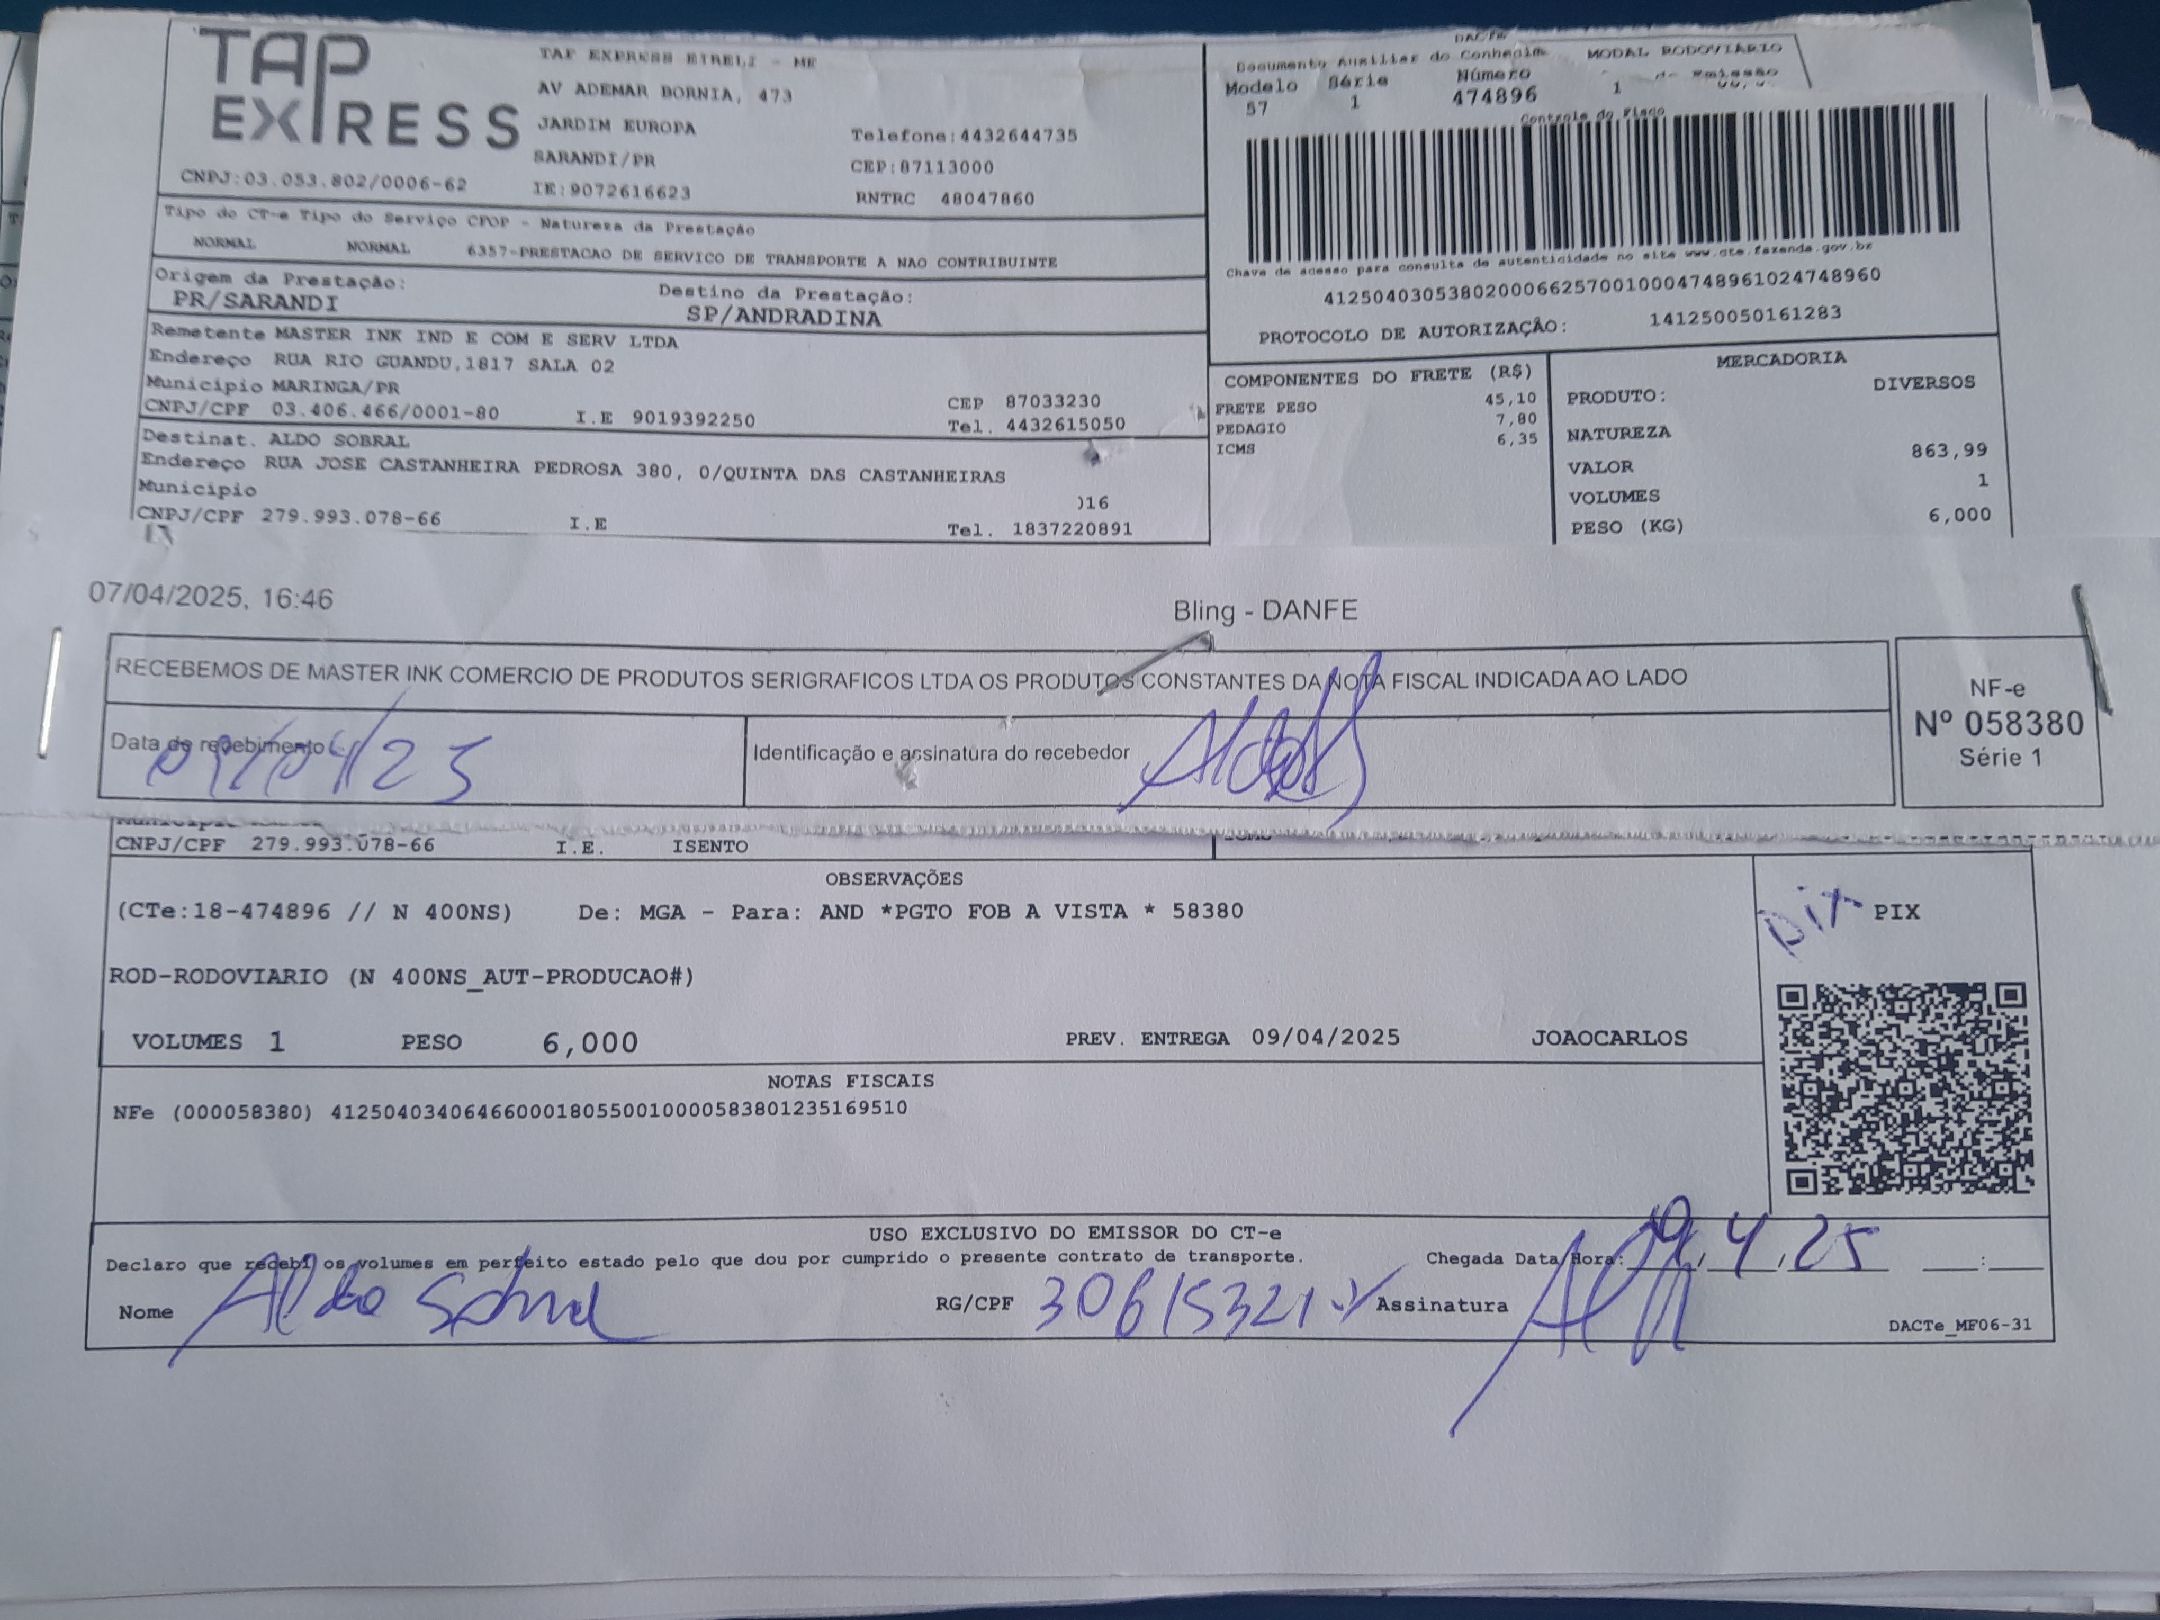 TAP
EXPRESS
TAP EXPRESS EIRELI - ME
AV ADEMAR BORNIA, 473
JARDIM EUROPA
SARANDI/PR
Telefone:4432644735
CEP:87113000
CNPJ:03.053.802/0006-62
IE:9072616623
RNTRC 48047860
DACTE
Documento Auxiliar do Conhecim.
MODAL RODOVIÁRIO
Modelo Série Número de Emissão
57 1 474896 1
Controle do Fisco
Chave de acesso para consulta de autenticidade no site www.cte.fazenda.gov.br
41250403053802000662570010004748961024748960
PROTOCOLO DE AUTORIZAÇÃO: 141250050161283
Tipo do CT-e Tipo do Serviço CFOP - Natureza da Prestação
NORMAL NORMAL 6357-PRESTACAO DE SERVICO DE TRANSPORTE A NAO CONTRIBUINTE
Origem da Prestação: Destino da Prestação:
PR/SARANDI SP/ANDRADINA
Remetente MASTER INK IND E COM E SERV LTDA
Endereço RUA RIO GUANDU,1817 SALA 02
Município MARINGA/PR CEP 87033230
CNPJ/CPF 03.406.466/0001-80 I.E 9019392250 Tel. 4432615050
Destinat. ALDO SOBRAL
Endereço RUA JOSE CASTANHEIRA PEDROSA 380, 0/QUINTA DAS CASTANHEIRAS
Município 016
CNPJ/CPF 279.993.078-66 I.E Tel. 1837220891
COMPONENTES DO FRETE (R$)
FRETE PESO 45,10
PEDAGIO 7,80
ICMS 6,35
MERCADORIA
PRODUTO: DIVERSOS
NATUREZA
VALOR 863,99
VOLUMES 1
PESO (KG) 6,000
07/04/2025, 16:46 Bling - DANFE
RECEBEMOS DE MASTER INK COMERCIO DE PRODUTOS SERIGRAFICOS LTDA OS PRODUTOS CONSTANTES DA NOTA FISCAL INDICADA AO LADO
NF-e
Nº 058380
Série 1
Data de recebimento
09/04/25
Identificação e assinatura do recebedor
CNPJ/CPF 279.993.078-66 I.E. ISENTO
OBSERVAÇÕES
(CTe:18-474896 // N 400NS) De: MGA - Para: AND *PGTO FOB A VISTA * 58380
Pix PIX
ROD-RODOVIARIO (N 400NS_AUT-PRODUCAO#)
VOLUMES 1 PESO 6,000 PREV. ENTREGA 09/04/2025 JOAOCARLOS
NOTAS FISCAIS
NFe (000058380) 41250403406466000180550010000583801235169510
USO EXCLUSIVO DO EMISSOR DO CT-e
Declaro que recebi os volumes em perfeito estado pelo que dou por cumprido o presente contrato de transporte. Chegada Data/Hora: 09/4/25 :
Nome Aldo Sobral RG/CPF Assinatura
DACTe_MF06-31